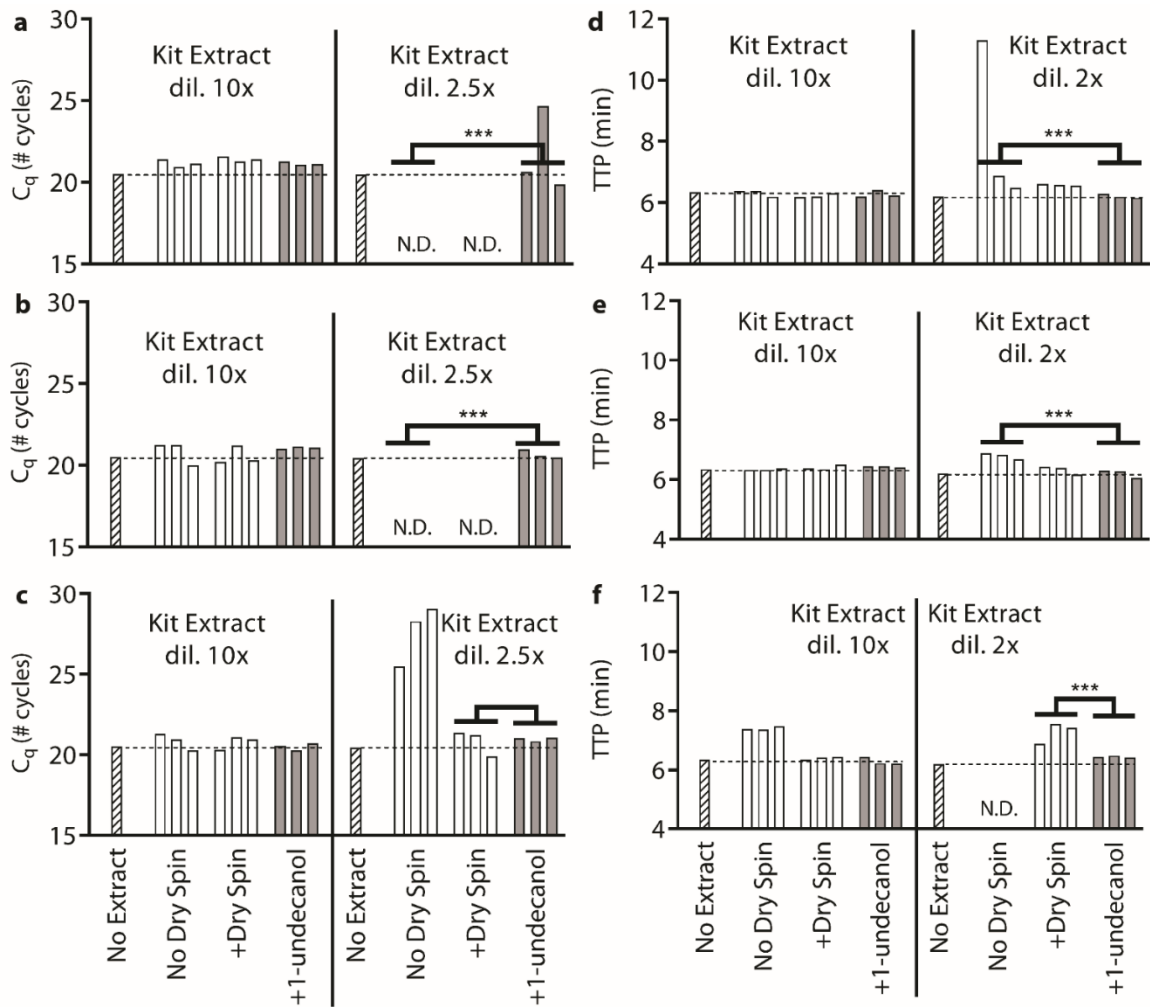 a
30
25
20
15
Cq (# cycles)
Kit Extract
dil. 10x
Kit Extract
dil. 2.5x
***
N.D.
N.D.
d
12
10
8
6
4
TTP (min)
Kit Extract
dil. 10x
Kit Extract
dil. 2x
***
b
30
25
20
15
Cq (# cycles)
Kit Extract
dil. 10x
Kit Extract
dil. 2.5x
***
N.D.
N.D.
e
12
10
8
6
4
TTP (min)
Kit Extract
dil. 10x
Kit Extract
dil. 2x
***
c
30
25
20
15
Cq (# cycles)
Kit Extract
dil. 10x
Kit Extract
dil. 2.5x
No Extract
No Dry Spin
+Dry Spin
+1-undecanol
No Extract
No Dry Spin
+Dry Spin
+1-undecanol
f
12
10
8
6
4
TTP (min)
Kit Extract
dil. 10x
Kit Extract
dil. 2x
***
N.D.
No Extract
No Dry Spin
+Dry Spin
+1-undecanol
No Extract
No Dry Spin
+Dry Spin
+1-undecanol